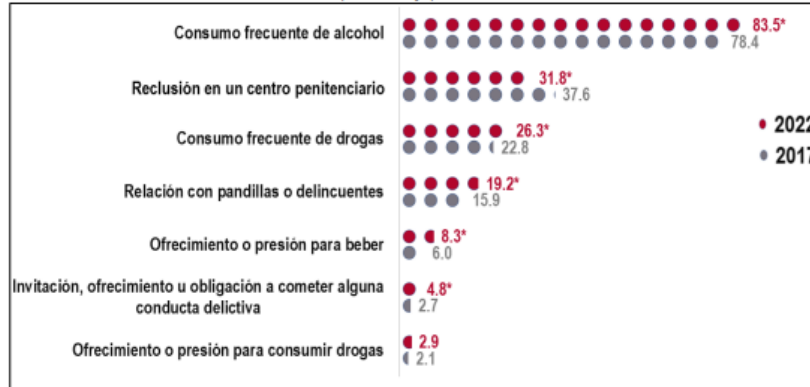 Consumo frecuente de alcohol
83.5*
78.4
Reclusión en un centro penitenciario
31.8*
37.6
Consumo frecuente de drogas
26.3*
22.8
• 2022
• 2017
Relación con pandillas o delincuentes
19.2*
15.9
Ofrecimiento o presión para beber
8.3*
6.0
Invitación, ofrecimiento u obligación a cometer alguna
conducta delictiva
4.8*
2.7
Ofrecimiento o presión para consumir drogas
2.9
2.1